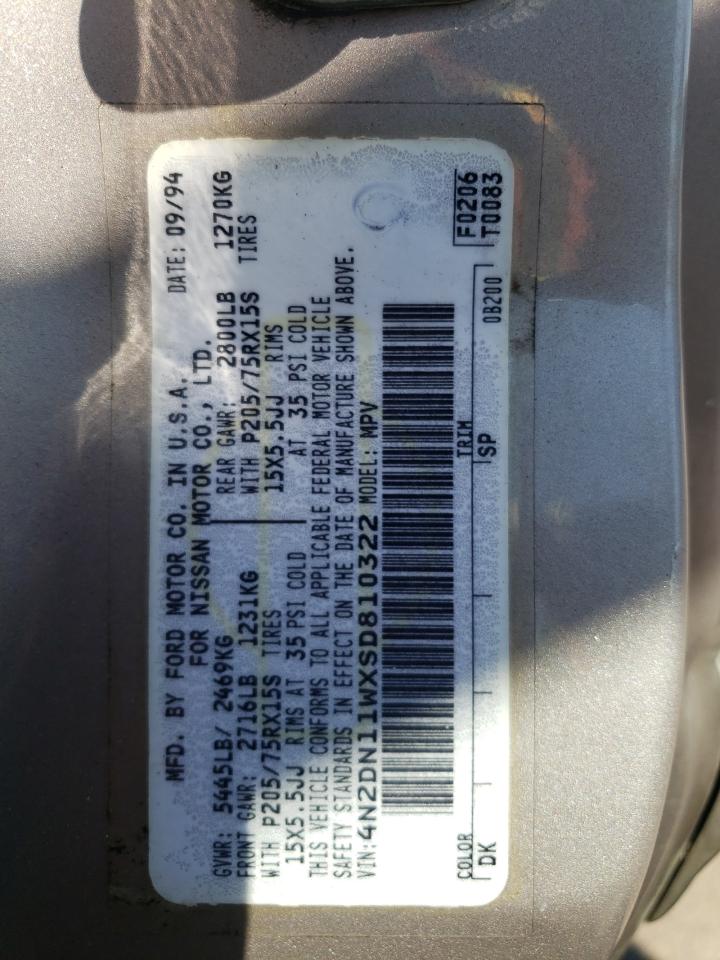 MFD. BY FORD MOTOR CO. IN U.S.A.
FOR NISSAN MOTOR CO., LTD.
DATE: 09/94
GVWR: 5445LB/ 2469KG
FRONT GAWR: 2716LB 1231KG
WITH P205/75RX15S TIRES
15X5.5JJ RIMS AT 35 PSI COLD
REAR GAWR: 2800LB 1270KG
WITH P205/75RX15S TIRES
15X5.5JJ RIMS
AT 35 PSI COLD
THIS VEHICLE CONFORMS TO ALL APPLICABLE FEDERAL MOTOR VEHICLE
SAFETY STANDARDS IN EFFECT ON THE DATE OF MANUFACTURE SHOWN ABOVE.
VIN: 4N2DN11WXSD810322 MODEL: MPV
F0206
T0083
COLOR TRIM
DK SP 0B200